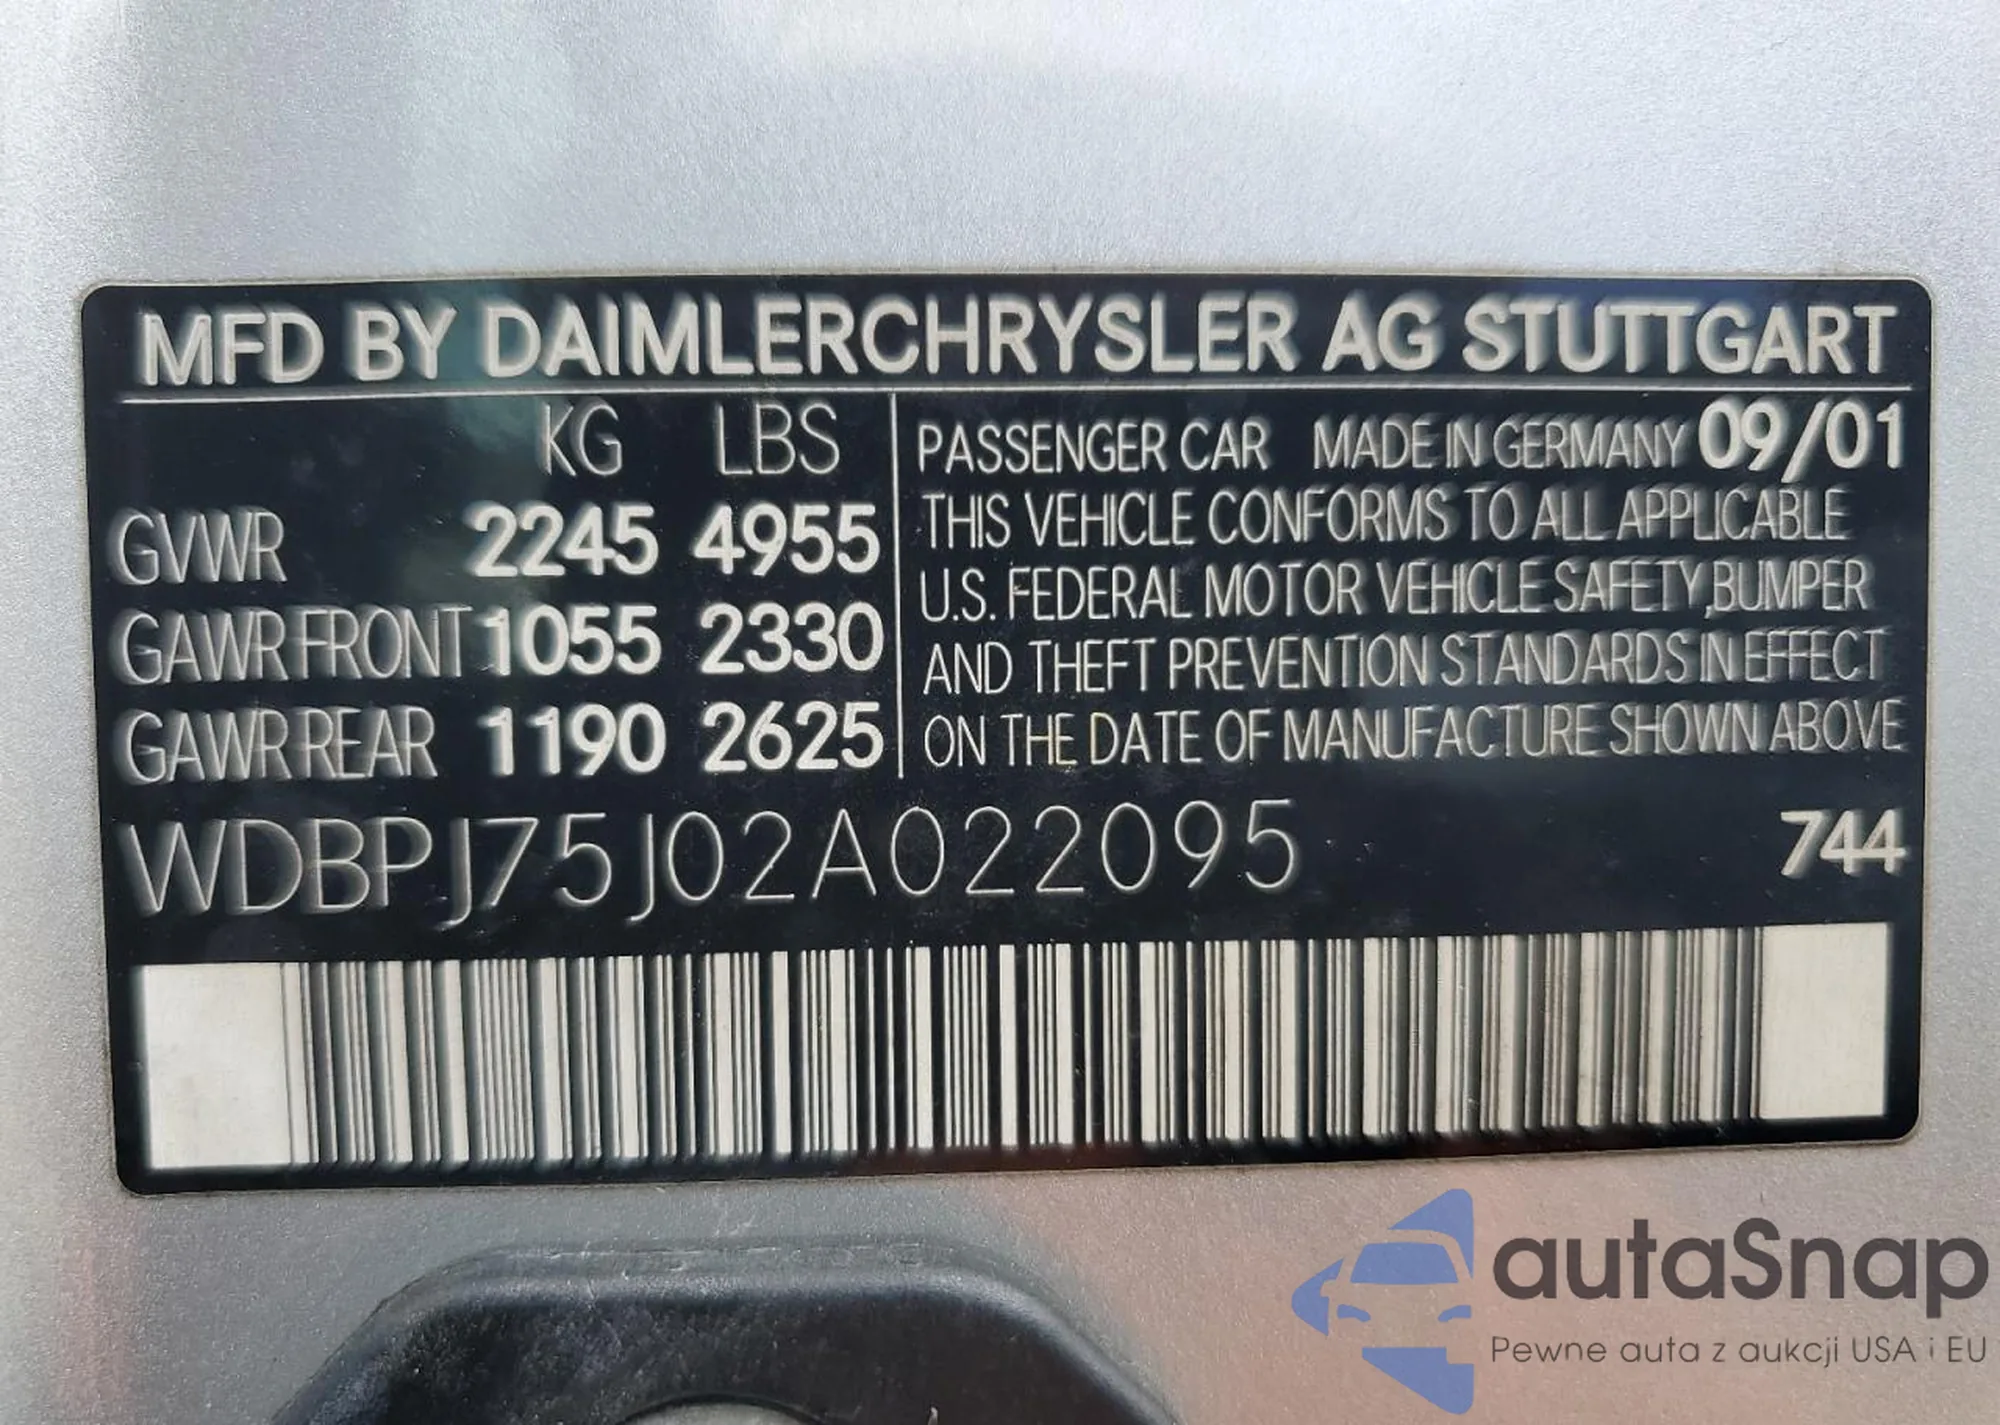 MFD BY DAIMLERCHRYSLER AG STUTTGART
KG LBS
GVWR 2245 4955
GAWR FRONT 1055 2330
GAWR REAR 1190 2625
PASSENGER CAR MADE IN GERMANY 09/01
THIS VEHICLE CONFORMS TO ALL APPLICABLE
U.S. FEDERAL MOTOR VEHICLE SAFETY, BUMPER
AND THEFT PREVENTION STANDARDS IN EFFECT
ON THE DATE OF MANUFACTURE SHOWN ABOVE
WDBPJ75J02A022095 744
autaSnap
Pewne auta z aukcji USA i EU